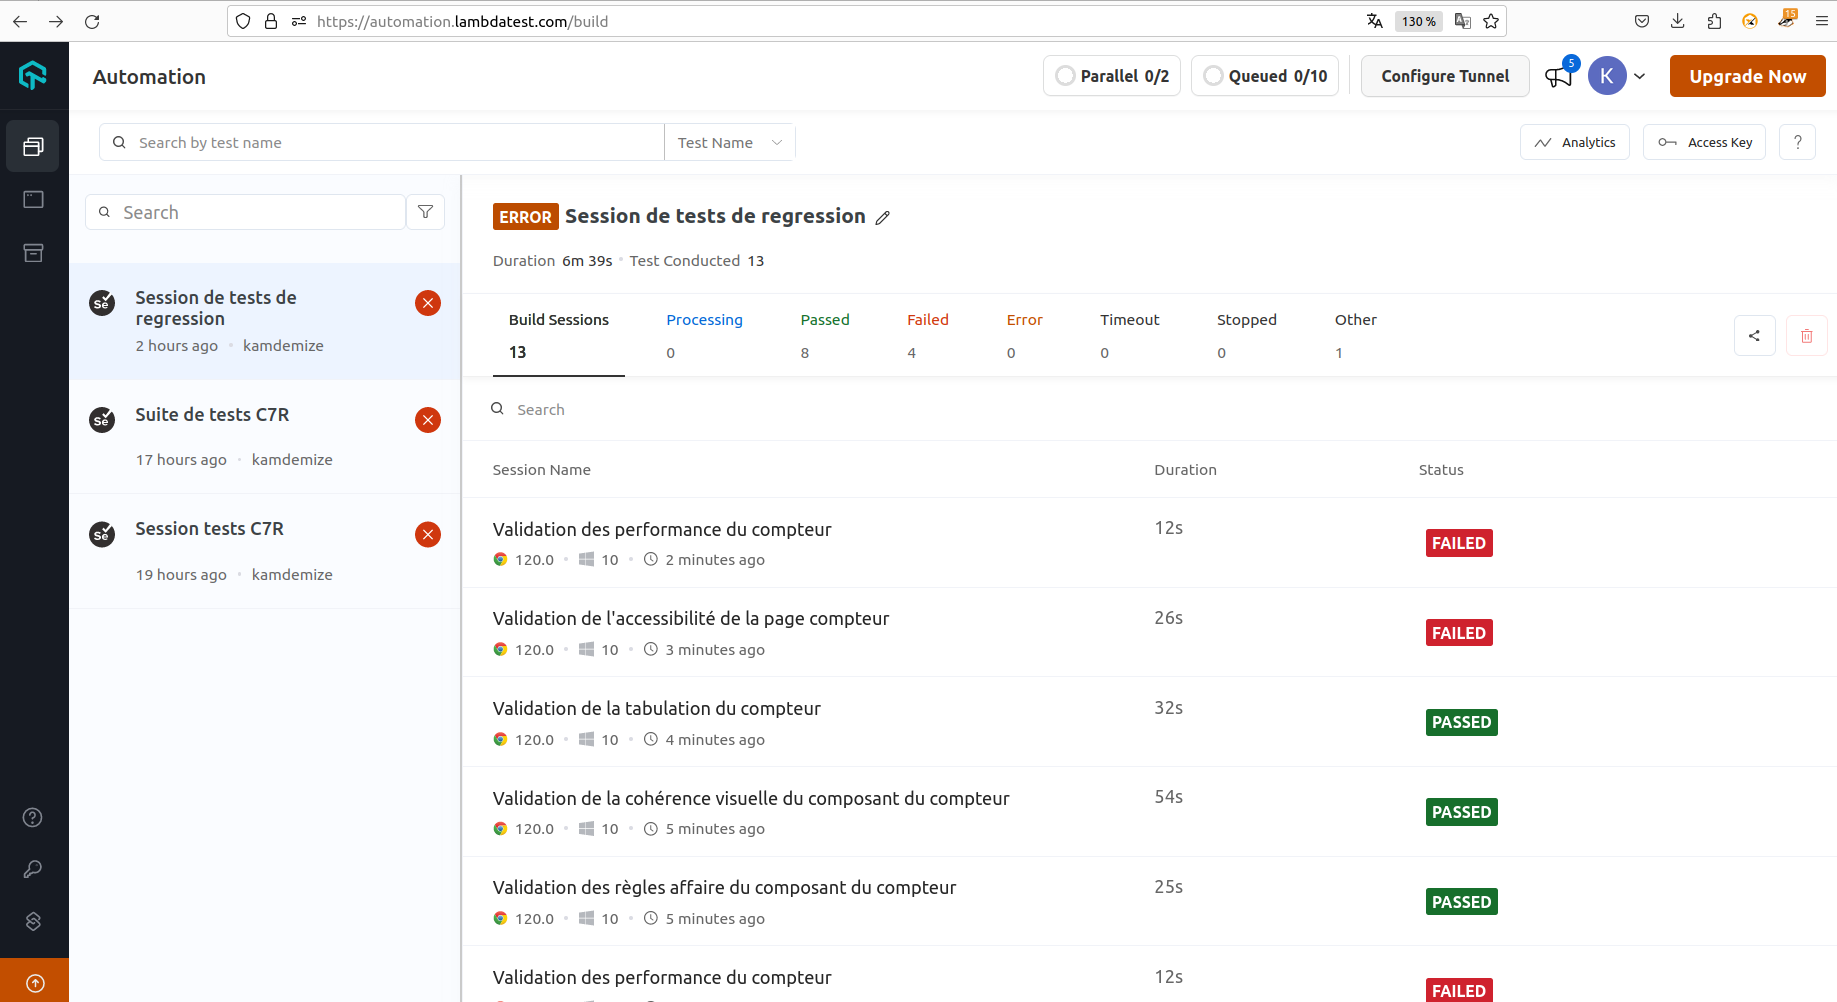 https://automation.lambdatest.com/build
130 %
15
Automation
Parallel 0/2
Queued 0/10
Configure Tunnel
5
K
Upgrade Now
Search by test name
Test Name
Analytics
Access Key
?
Search
Session de tests de
regression
2 hours ago • kamdemize
Suite de tests C7R
17 hours ago • kamdemize
Session tests C7R
19 hours ago • kamdemize
ERROR Session de tests de regression
Duration 6m 39s • Test Conducted 13
Build Sessions Processing Passed Failed Error Timeout Stopped Other
13 0 8 4 0 0 0 1
Search
Session Name Duration Status
Validation des performance du compteur 12s
FAILED
120.0 • 10 • 2 minutes ago
Validation de l'accessibilité de la page compteur 26s
FAILED
120.0 • 10 • 3 minutes ago
Validation de la tabulation du compteur 32s
PASSED
120.0 • 10 • 4 minutes ago
Validation de la cohérence visuelle du composant du compteur 54s
PASSED
120.0 • 10 • 5 minutes ago
Validation des règles affaire du composant du compteur 25s
PASSED
120.0 • 10 • 5 minutes ago
Validation des performance du compteur 12s
FAILED